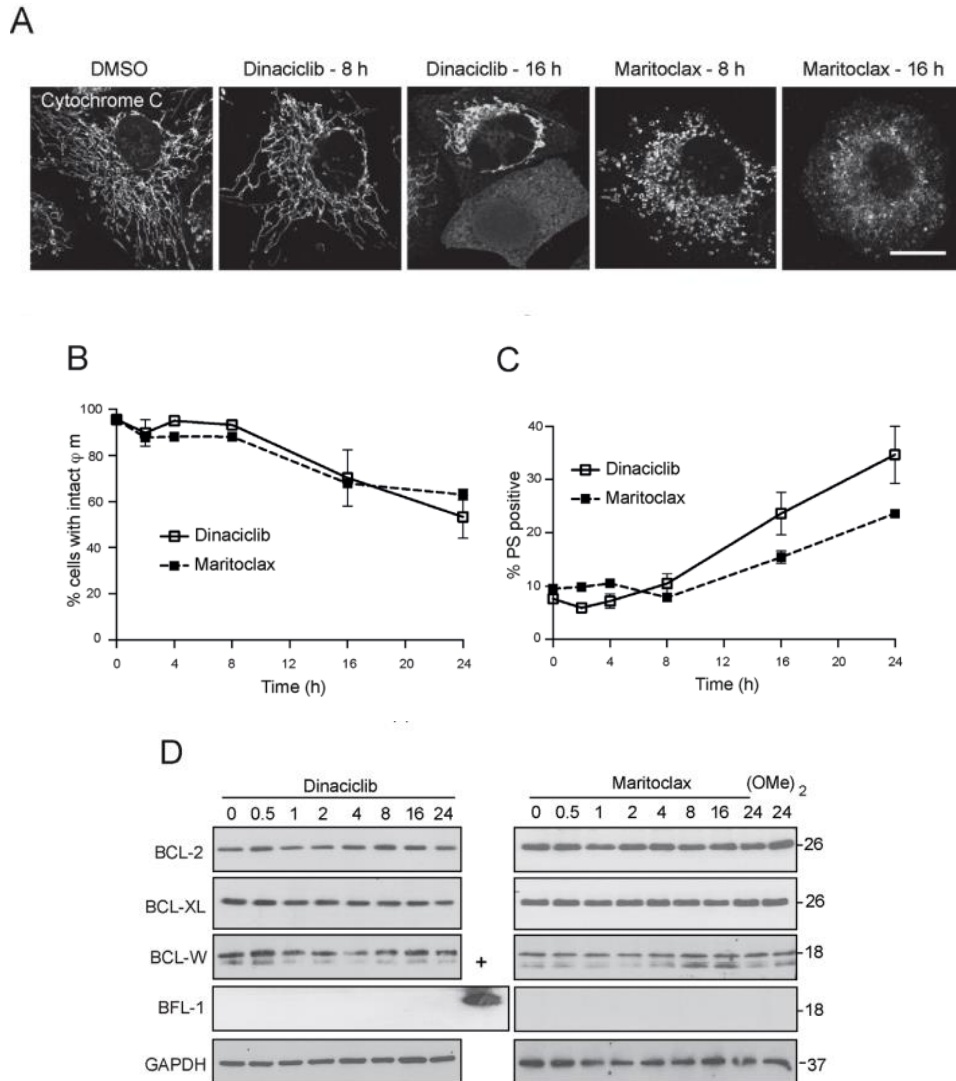 A
DMSO
Dinaciclib - 8 h
Dinaciclib - 16 h
Maritoclax - 8 h
Maritoclax - 16 h
Cytochrome C
B
% cells with intact φ m
100
80
60
40
20
0
Dinaciclib
Maritoclax
0 4 8 12 16 20 24
Time (h)
C
% PS positive
40
30
20
10
0
Dinaciclib
Maritoclax
0 4 8 12 16 20 24
Time (h)
D
Dinaciclib
0 0.5 1 2 4 8 16 24
Maritoclax (OMe) 2
0 0.5 1 2 4 8 16 24 24
BCL-2 -26
BCL-XL -26
BCL-W + -18
BFL-1 -18
GAPDH -37